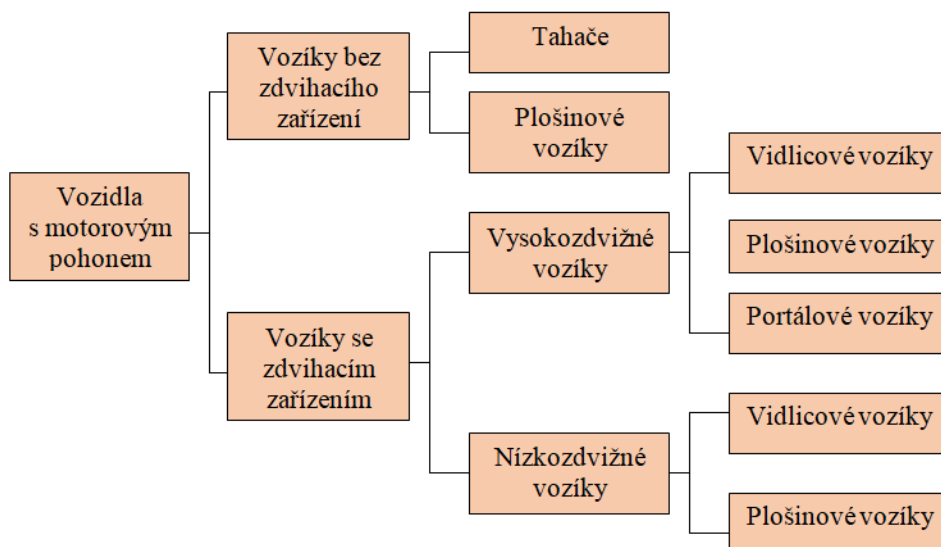 Vozidla
s motorovým
pohonem
Vozíky bez
zdvihacího
zařízení
Tahače
Plošinové
vozíky
Vozíky se
zdvihacím
zařízením
Vysokozdvižné
vozíky
Vidlicové vozíky
Plošinové vozíky
Portálové vozíky
Nízkozdvižné
vozíky
Vidlicové vozíky
Plošinové vozíky